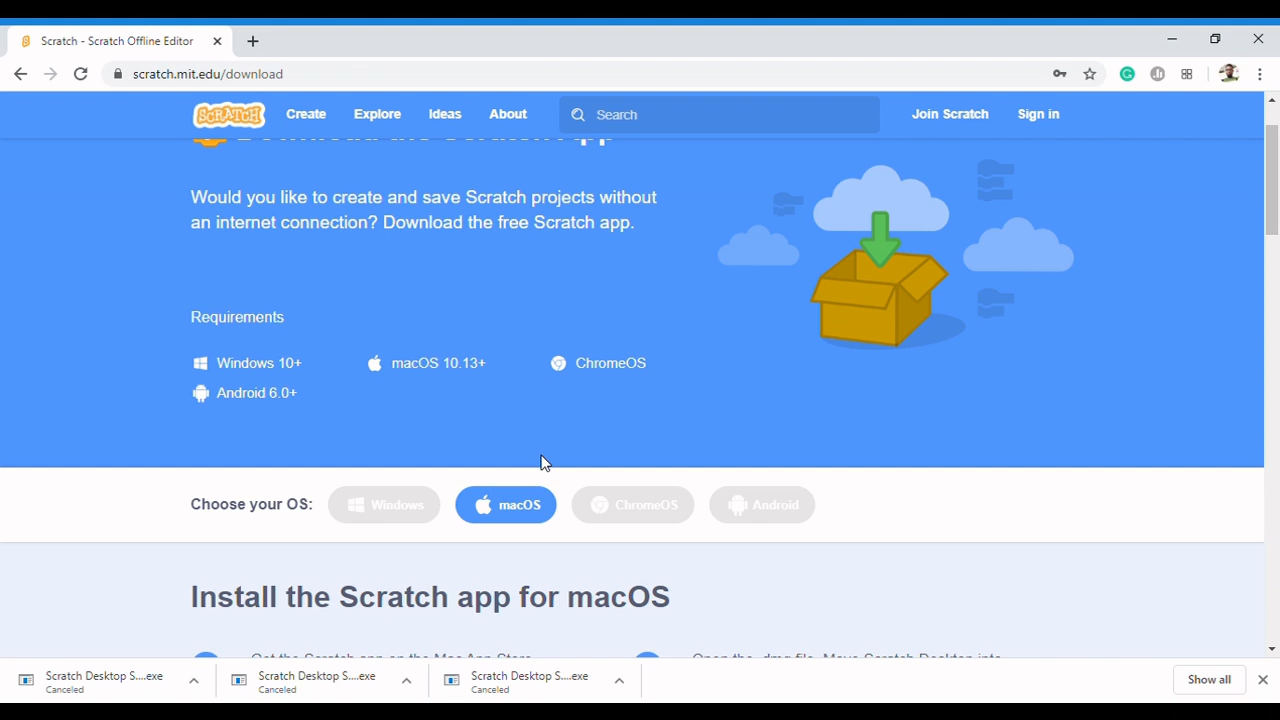 Scratch - Scratch Offline Editor
scratch.mit.edu/download
SCRATCH Create Explore Ideas About Search Join Scratch Sign in
Would you like to create and save Scratch projects without
an internet connection? Download the free Scratch app.
Requirements
Windows 10+ macOS 10.13+ ChromeOS
Android 6.0+
Choose your OS: Windows macOS ChromeOS Android
Install the Scratch app for macOS
Scratch Desktop S....exe Scratch Desktop S....exe Scratch Desktop S....exe Show all
Canceled Canceled Canceled